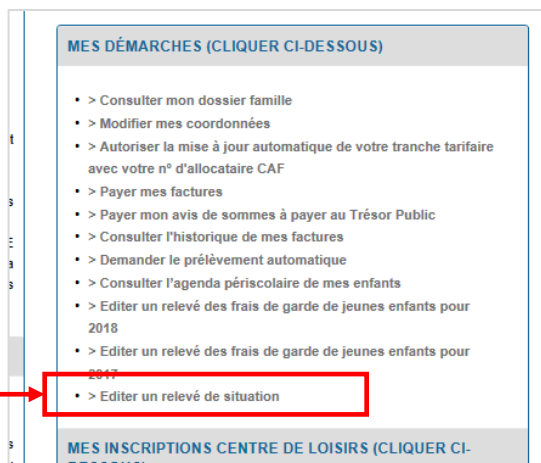 MES DÉMARCHES (CLIQUER CI-DESSOUS)
• > Consulter mon dossier famille
• > Modifier mes coordonnées
• > Autoriser la mise à jour automatique de votre tranche tarifaire
avec votre nº d'allocataire CAF
• > Payer mes factures
• > Payer mon avis de sommes à payer au Trésor Public
• > Consulter l'historique de mes factures
• > Demander le prélèvement automatique
• > Consulter l’agenda périscolaire de mes enfants
• > Editer un relevé des frais de garde de jeunes enfants pour
2018
• > Editer un relevé des frais de garde de jeunes enfants pour
2017
• > Editer un relevé de situation
MES INSCRIPTIONS CENTRE DE LOISIRS (CLIQUER CI-